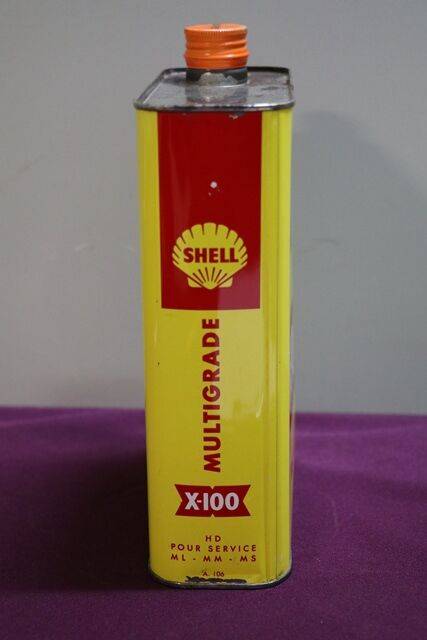 SHELL
MULTIGRADE
X-100
HD
POUR SERVICE
ML - MM - MS
A. 106